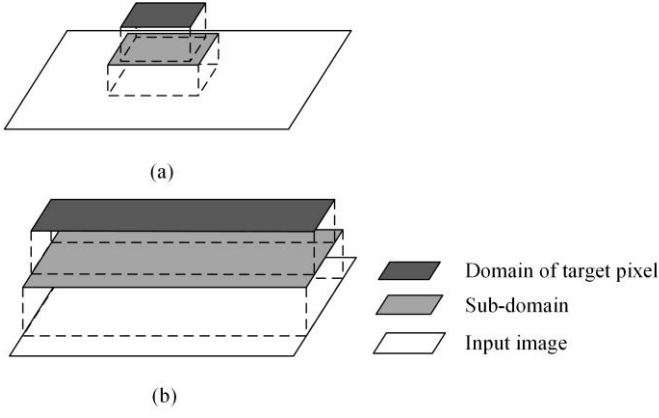 (a)
Domain of target pixel
Sub-domain
Input image
(b)